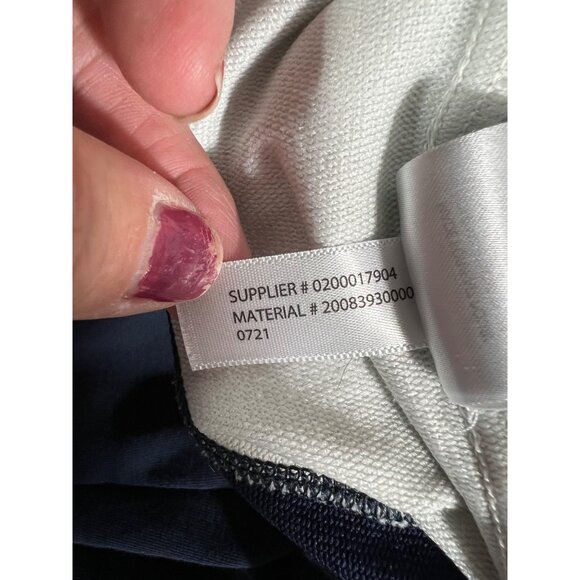 SUPPLIER # 0200017904
MATERIAL # 20083930000
0721